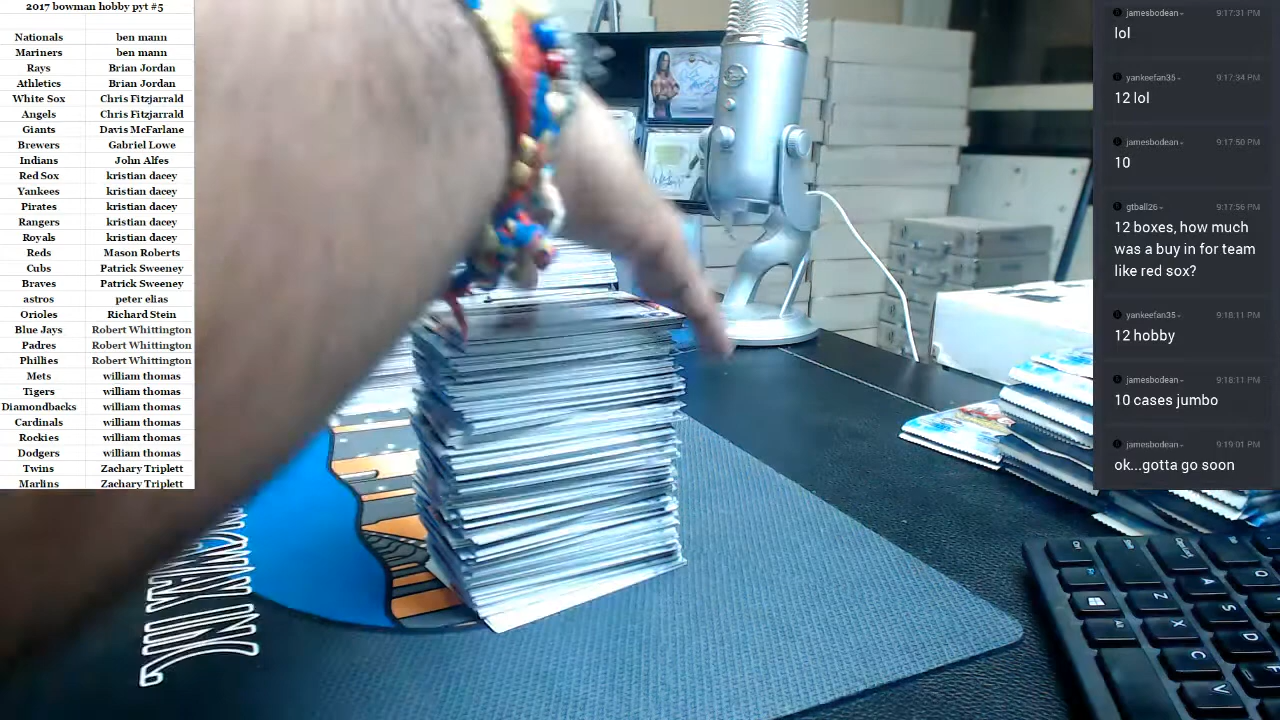 2017 bowman hobby pyt #5
Nationals ben mann
Mariners ben mann
Rays Brian Jordan
Athletics Brian Jordan
White Sox Chris Fitzjarrald
Angels Chris Fitzjarrald
Giants Davis McFarlane
Brewers Gabriel Lowe
Indians John Alfes
Red Sox kristian dacey
Yankees kristian dacey
Pirates kristian dacey
Rangers kristian dacey
Royals kristian dacey
Reds Mason Roberts
Cubs Patrick Sweeney
Braves Patrick Sweeney
astros peter elias
Orioles Richard Stein
Blue Jays Robert Whittington
Padres Robert Whittington
Phillies Robert Whittington
Mets william thomas
Tigers william thomas
Diamondbacks william thomas
Cardinals william thomas
Rockies william thomas
Dodgers william thomas
Twins Zachary Triplett
Marlins Zachary Triplett
jamesbodean 9:17:31 PM
lol
yankeefan35 9:17:34 PM
12 lol
jamesbodean 9:17:50 PM
10
gtball26 9:17:56 PM
12 boxes, how much
was a buy in for team
like red sox?
yankeefan35 9:18:11 PM
12 hobby
jamesbodean 9:18:11 PM
10 cases jumbo
jamesbodean 9:19:01 PM
ok...gotta go soon
INC.
Ctrl
Alt
Z
X
C
V
A
S
D
F